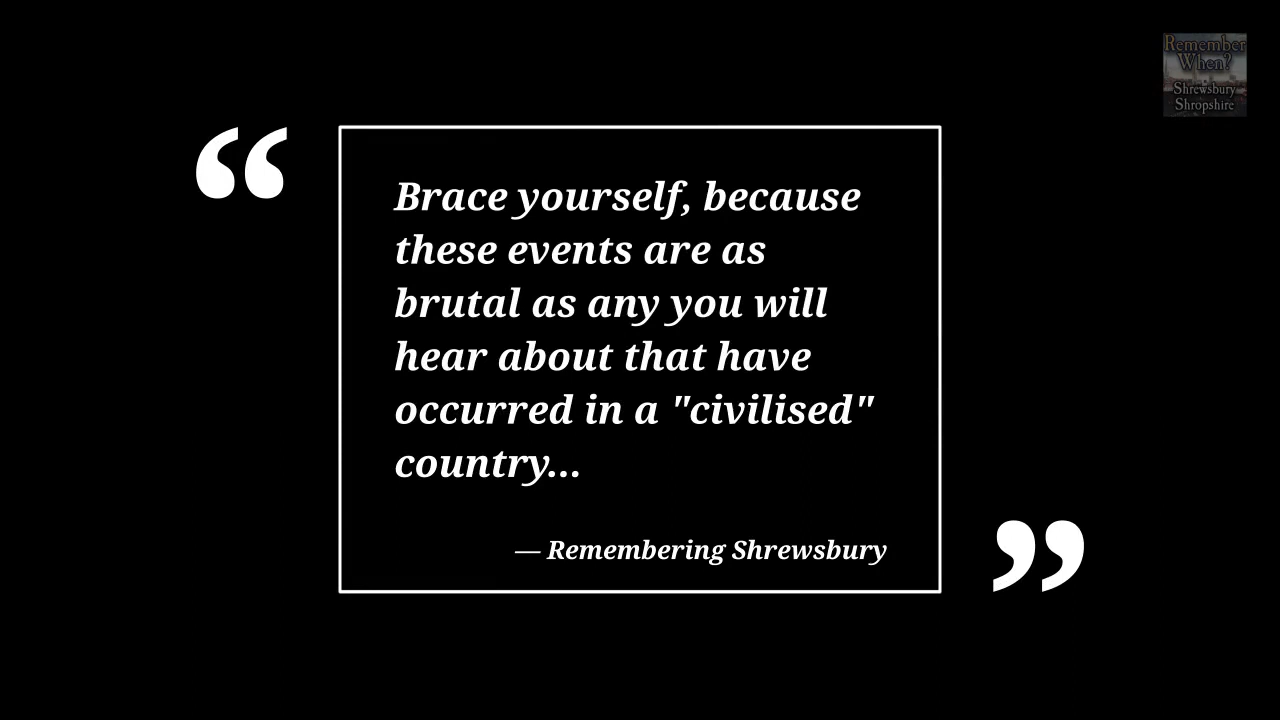 Remember
When?
Shrewsbury
Shropshire
“
Brace yourself, because
these events are as
brutal as any you will
hear about that have
occurred in a "civilised"
country...
— Remembering Shrewsbury
”